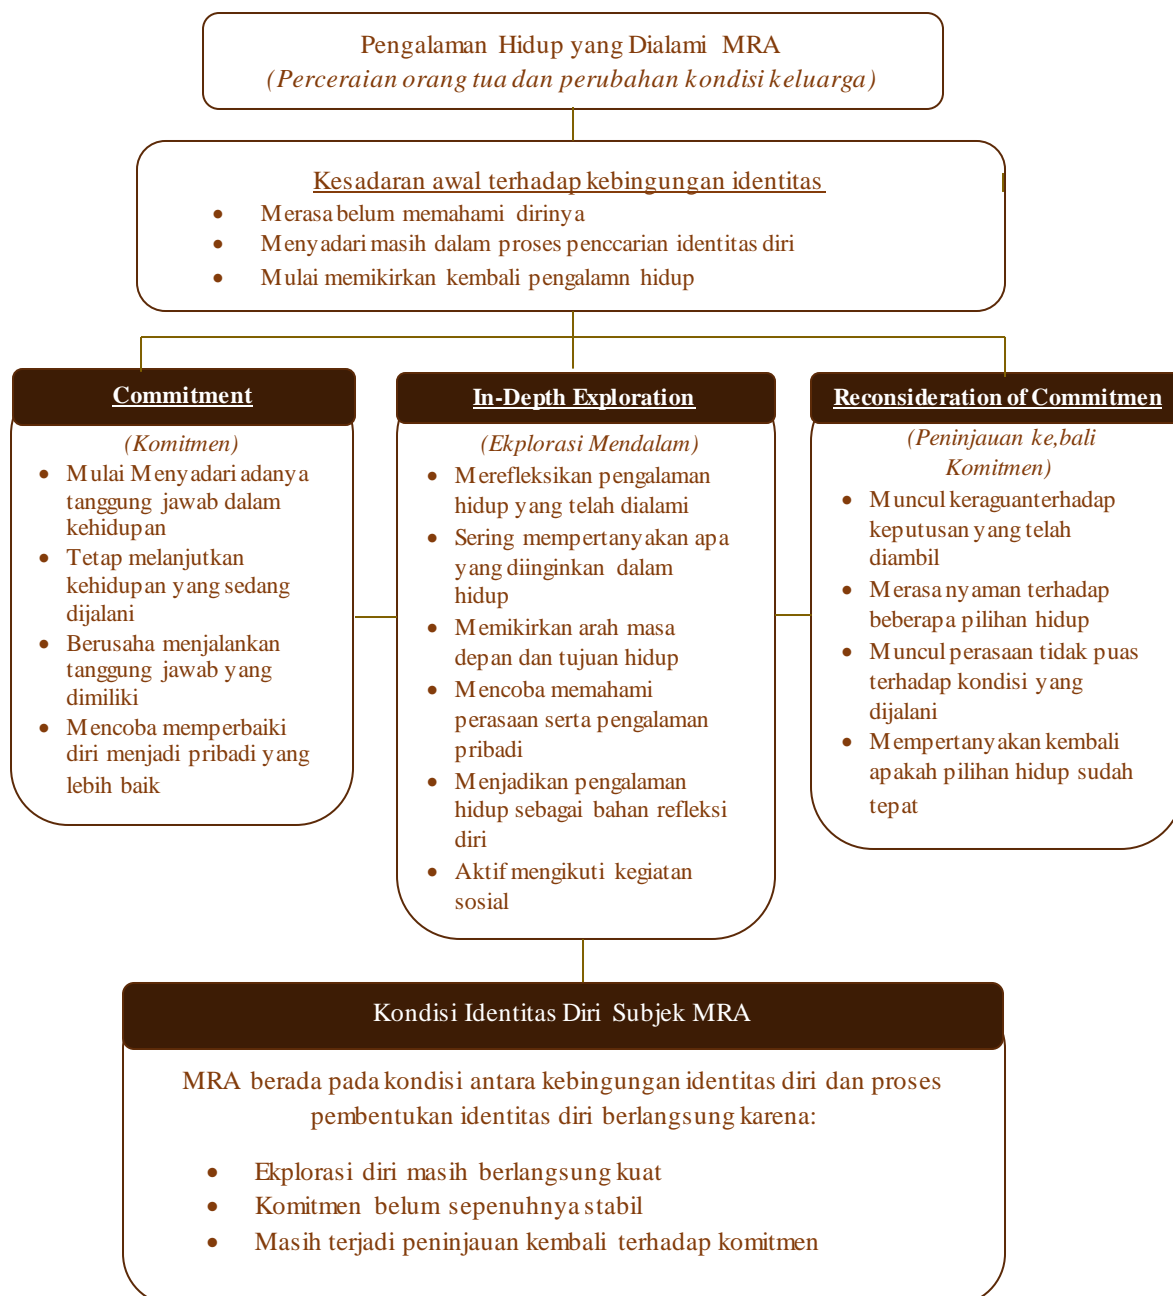 Pengalaman Hidup yang Dialami MRA
(Perceraian orang tua dan perubahan kondisi keluarga)
Kesadaran awal terhadap kebingungan identitas
• Merasa belum memahami dirinya
• Menyadari masih dalam proses penccarian identitas diri
• Mulai memikirkan kembali pengalamn hidup
Commitment
(Komitmen)
• Mulai Menyadari adanya
tanggung jawab dalam
kehidupan
• Tetap melanjutkan
kehidupan yang sedang
dijalani
• Berusaha menjalankan
tanggung jawab yang
dimiliki
• Mencoba memperbaiki
diri menjadi pribadi yang
lebih baik
In-Depth Exploration
(Ekplorasi Mendalam)
• Merefleksikan pengalaman
hidup yang telah dialami
• Sering mempertanyakan apa
yang diinginkan dalam
hidup
• Memikirkan arah masa
depan dan tujuan hidup
• Mencoba memahami
perasaan serta pengalaman
pribadi
• Menjadikan pengalaman
hidup sebagai bahan refleksi
diri
• Aktif mengikuti kegiatan
sosial
Reconsideration of Commitmen
(Peninjauan ke,bali
Komitmen)
• Muncul keraguanterhadap
keputusan yang telah
diambil
• Merasa nyaman terhadap
beberapa pilihan hidup
• Muncul perasaan tidak puas
terhadap kondisi yang
dijalani
• Mempertanyakan kembali
apakah pilihan hidup sudah
tepat
Kondisi Identitas Diri Subjek MRA
MRA berada pada kondisi antara kebingungan identitas diri dan proses
pembentukan identitas diri berlangsung karena:
• Ekplorasi diri masih berlangsung kuat
• Komitmen belum sepenuhnya stabil
• Masih terjadi peninjauan kembali terhadap komitmen